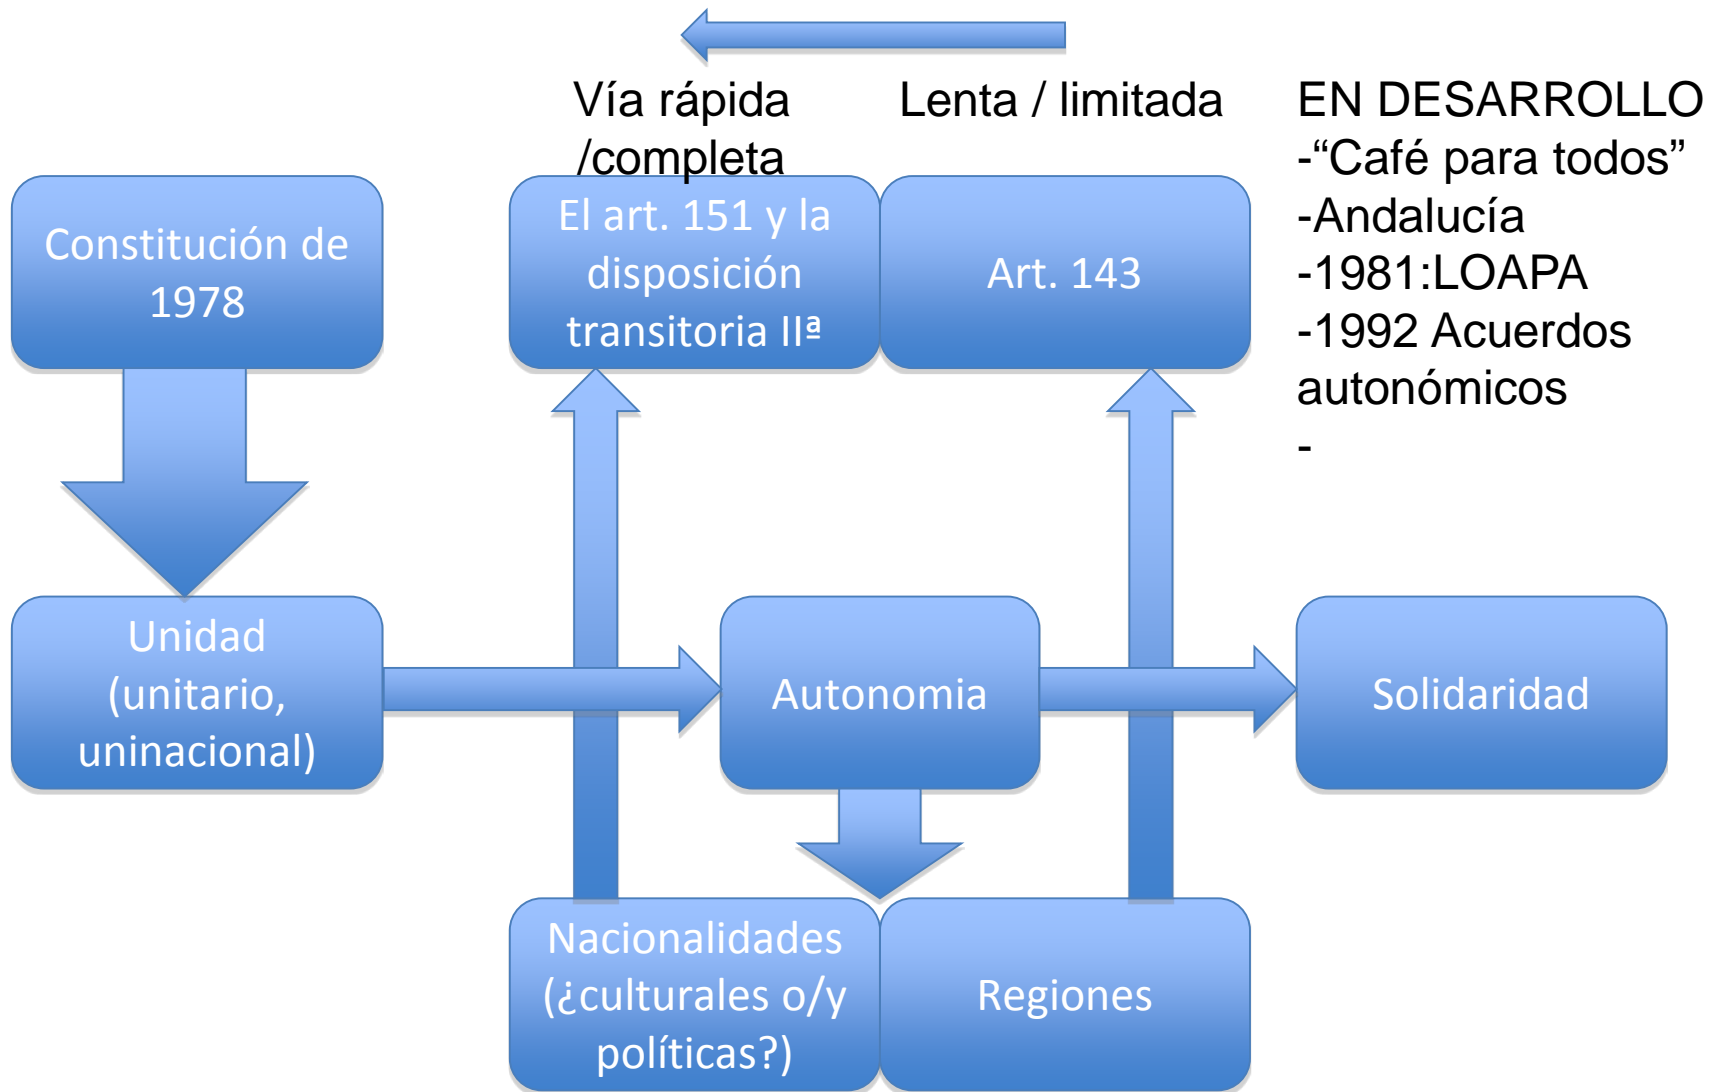 Vía rápida
/completa
Lenta / limitada
EN DESARROLLO
-“Café para todos”
-Andalucía
-1981:LOAPA
-1992 Acuerdos
autonómicos
-
Constitución de
1978
El art. 151 y la
disposición
transitoria IIª
Art. 143
Unidad
(unitario,
uninacional)
Autonomia
Solidaridad
Nacionalidades
(¿culturales o/y
políticas?)
Regiones